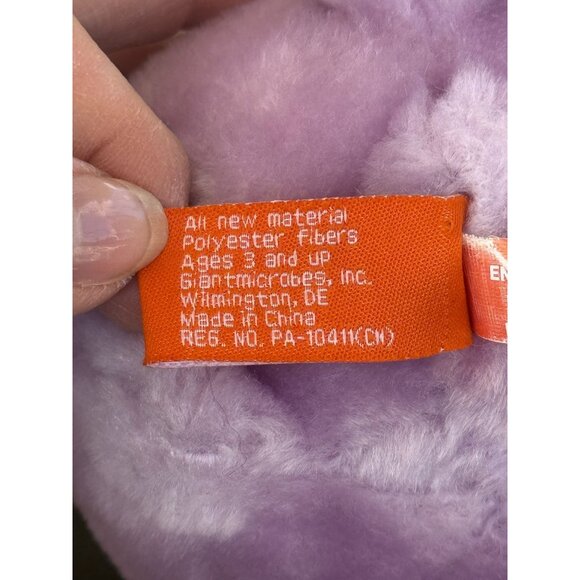 All new material
Polyester fibers
Ages 3 and up
Giantmicrobes, Inc.
Wilmington, DE
Made in China
REG. NO. PA-10411(CN)
EN